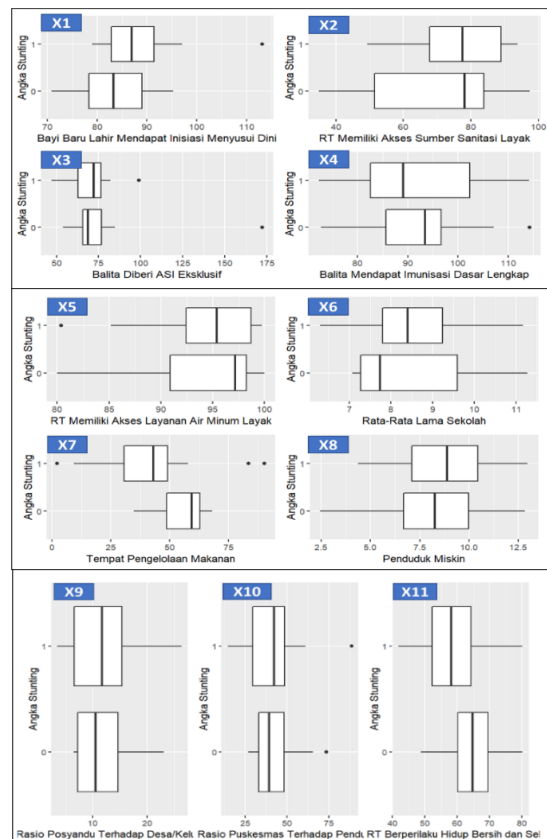 X1
Angka Stunting
1
0
70 80 90 100 110
Bayi Baru Lahir Mendapat Inisiasi Menyusui Dini
X2
Angka Stunting
1
0
40 60 80 100
RT Memiliki Akses Sumber Sanitasi Layak
X3
Angka Stunting
1
0
50 75 100 125 150 175
Balita Diberi ASI Eksklusif
X4
Angka Stunting
1
0
80 90 100 110
Balita Mendapat Imunisasi Dasar Lengkap
X5
Angka Stunting
1
0
80 85 90 95 100
RT Memiliki Akses Layanan Air Minum Layak
X6
Angka Stunting
1
0
7 8 9 10 11
Rata-Rata Lama Sekolah
X7
Angka Stunting
1
0
0 25 50 75
Tempat Pengelolaan Makanan
X8
Angka Stunting
1
0
2.5 5.0 7.5 10.0 12.5
Penduduk Miskin
X9
Angka Stunting
1
0
10 20
Rasio Posyandu Terhadap Desa/Kelu
X10
Angka Stunting
1
0
25 50 75
Rasio Puskesmas Terhadap Pendu
X11
Angka Stunting
1
0
40 50 60 70 80
RT Berperilaku Hidup Bersih dan Sel